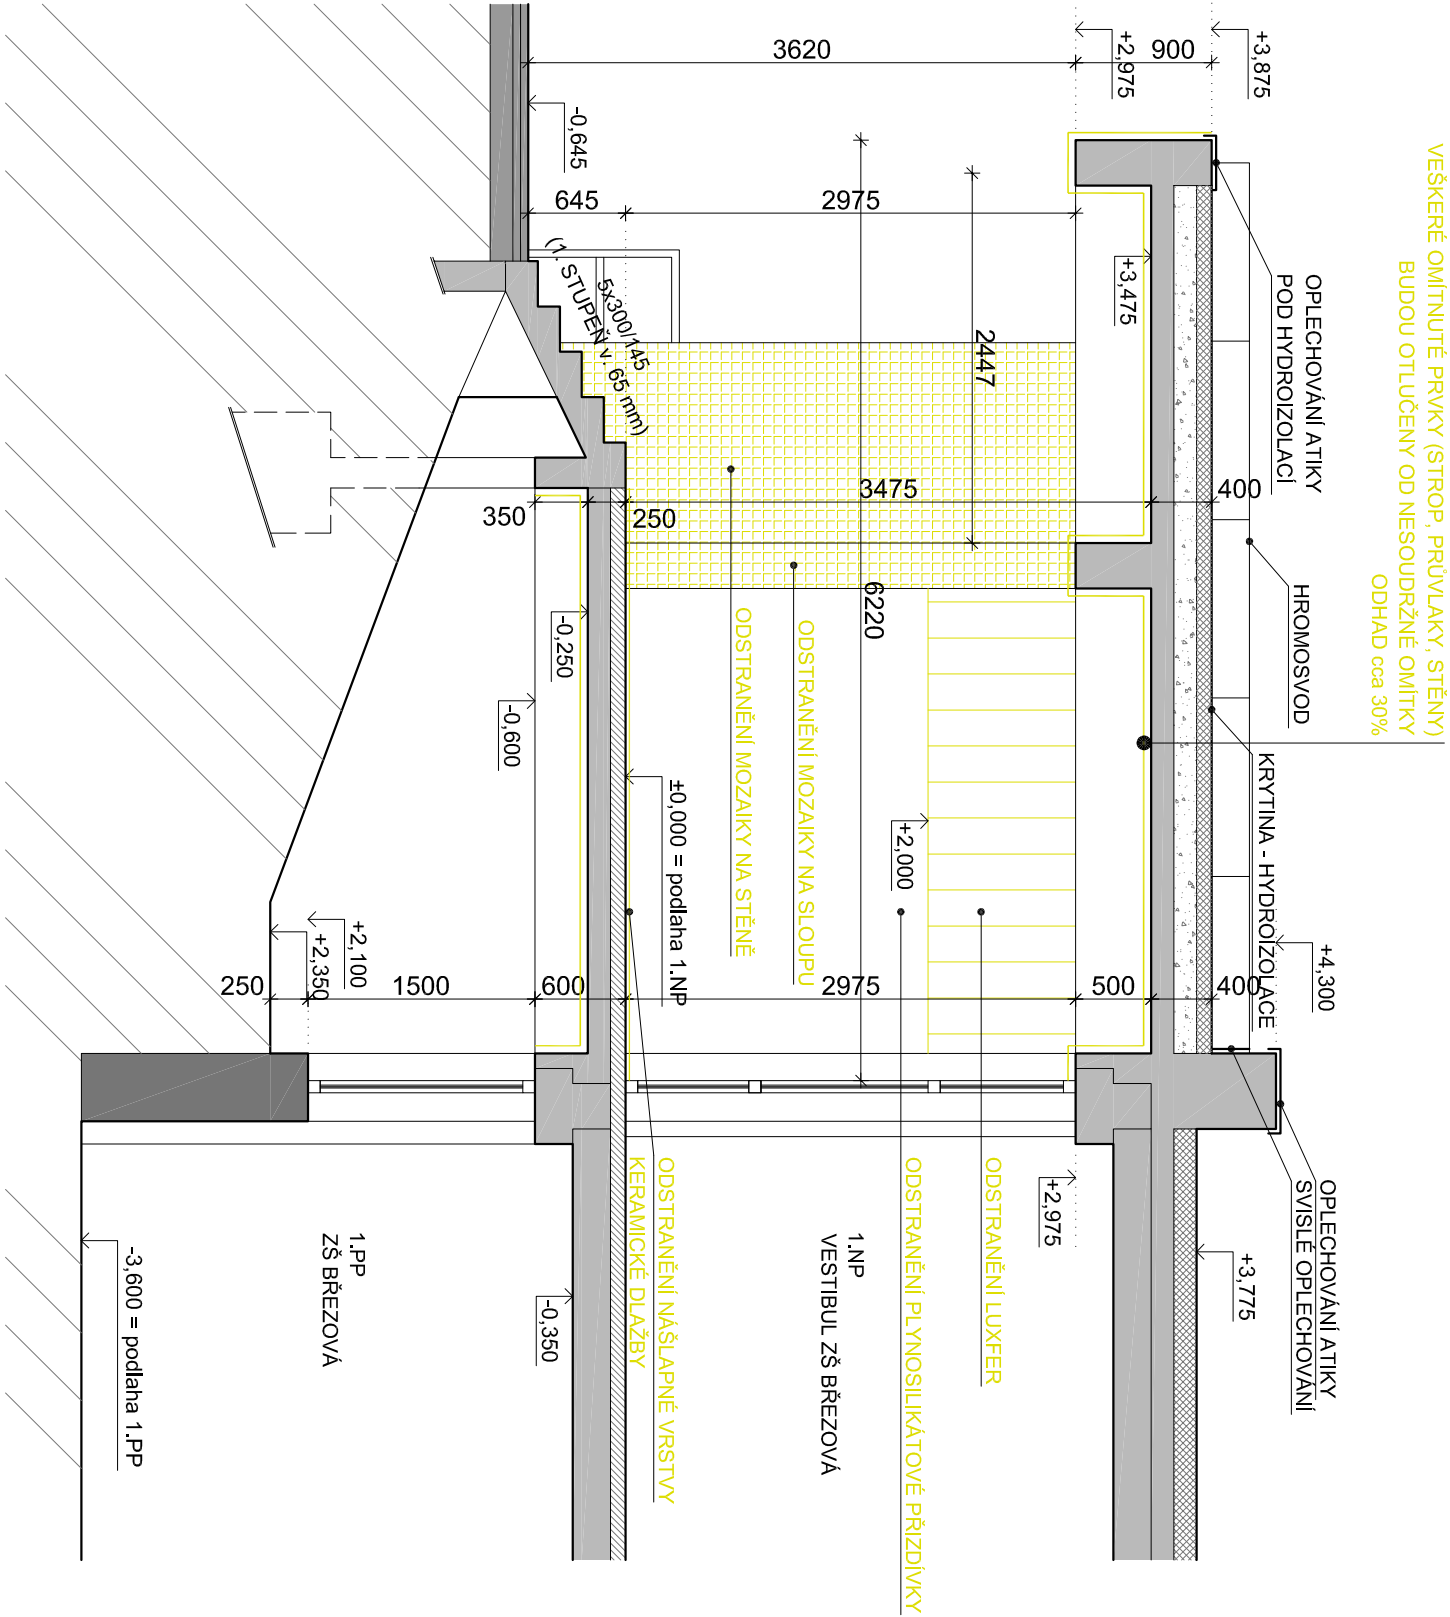 VEŠKERÉ OMÍTNUTÉ PRVKY (STROP, PRŮVLAKY, STĚNY)
BUDOU OTLUČENY OD NESOUDRŽNÉ OMÍTKY
ODHAD cca 30%
OPLECHOVÁNÍ ATIKY
POD HYDROIZOLACÍ
HROMOSVOD
KRYTINA - HYDROIZOLACE
+4,300
OPLECHOVÁNÍ ATIKY
SVISLÉ OPLECHOVÁNÍ
+3,875
900
400
400
+3,775
+2,975
+3,475
500
+2,975
3620
2975
2447
3475
6220
2975
+2,000
ODSTRANĚNÍ LUXFER
ODSTRANĚNÍ PLYNOSILIKÁTOVÉ PŘIZDÍVKY
1.NP
VESTIBUL ZŠ BŘEZOVÁ
ODSTRANĚNÍ MOZAIKY NA SLOUPU
ODSTRANĚNÍ MOZAIKY NA STĚNĚ
±0,000 = podlaha 1.NP
ODSTRANĚNÍ NÁŠLAPNÉ VRSTVY
KERAMICKÉ DLAŽBY
-0,645
645
5x300/145
(1. STUPEŇ v. 65 mm)
350
250
-0,250
-0,600
600
-0,350
1500
250
+2,100
+2,350
1.PP
ZŠ BŘEZOVÁ
-3,600 = podlaha 1.PP